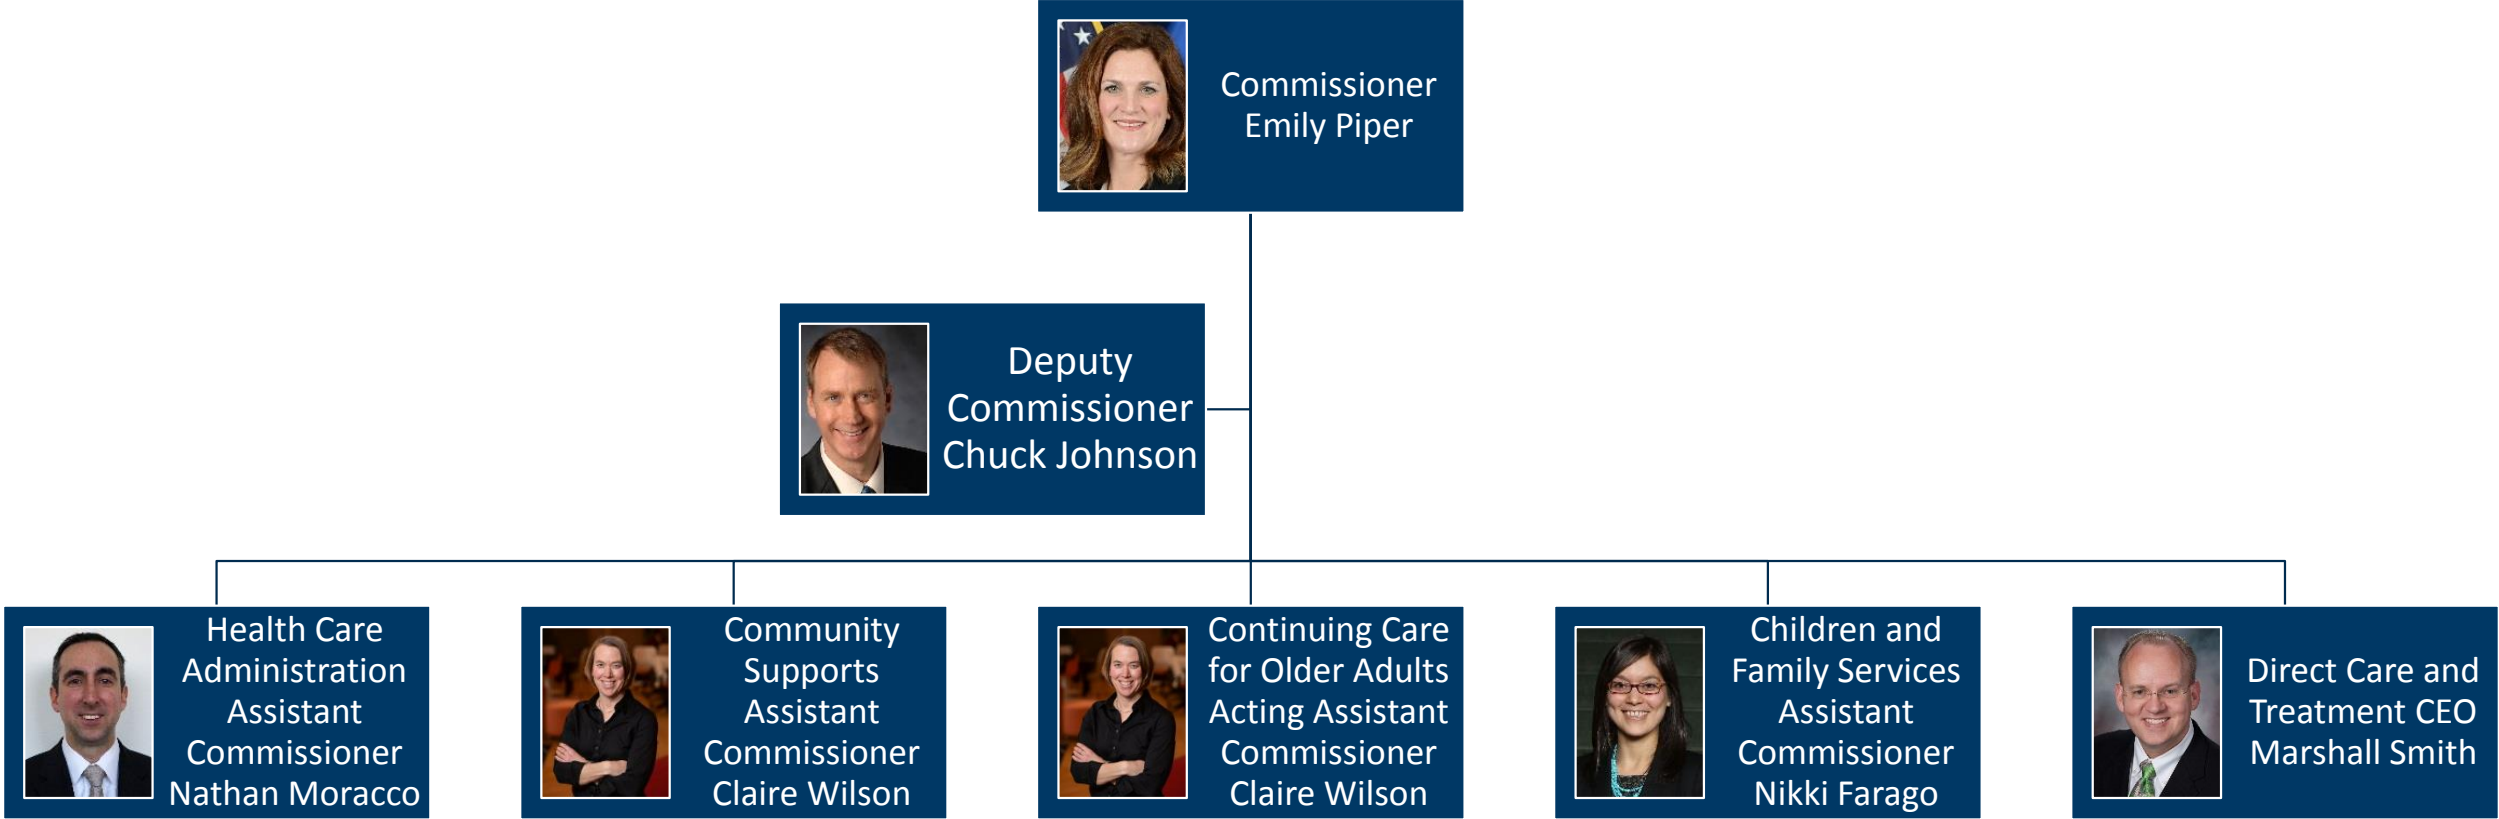 Commissioner
Emily Piper
Deputy
Commissioner
Chuck Johnson
Health Care
Administration
Assistant
Commissioner
Nathan Moracco
Community
Supports
Assistant
Commissioner
Claire Wilson
Continuing Care
for Older Adults
Acting Assistant
Commissioner
Claire Wilson
Children and
Family Services
Assistant
Commissioner
Nikki Farago
Direct Care and
Treatment CEO
Marshall Smith